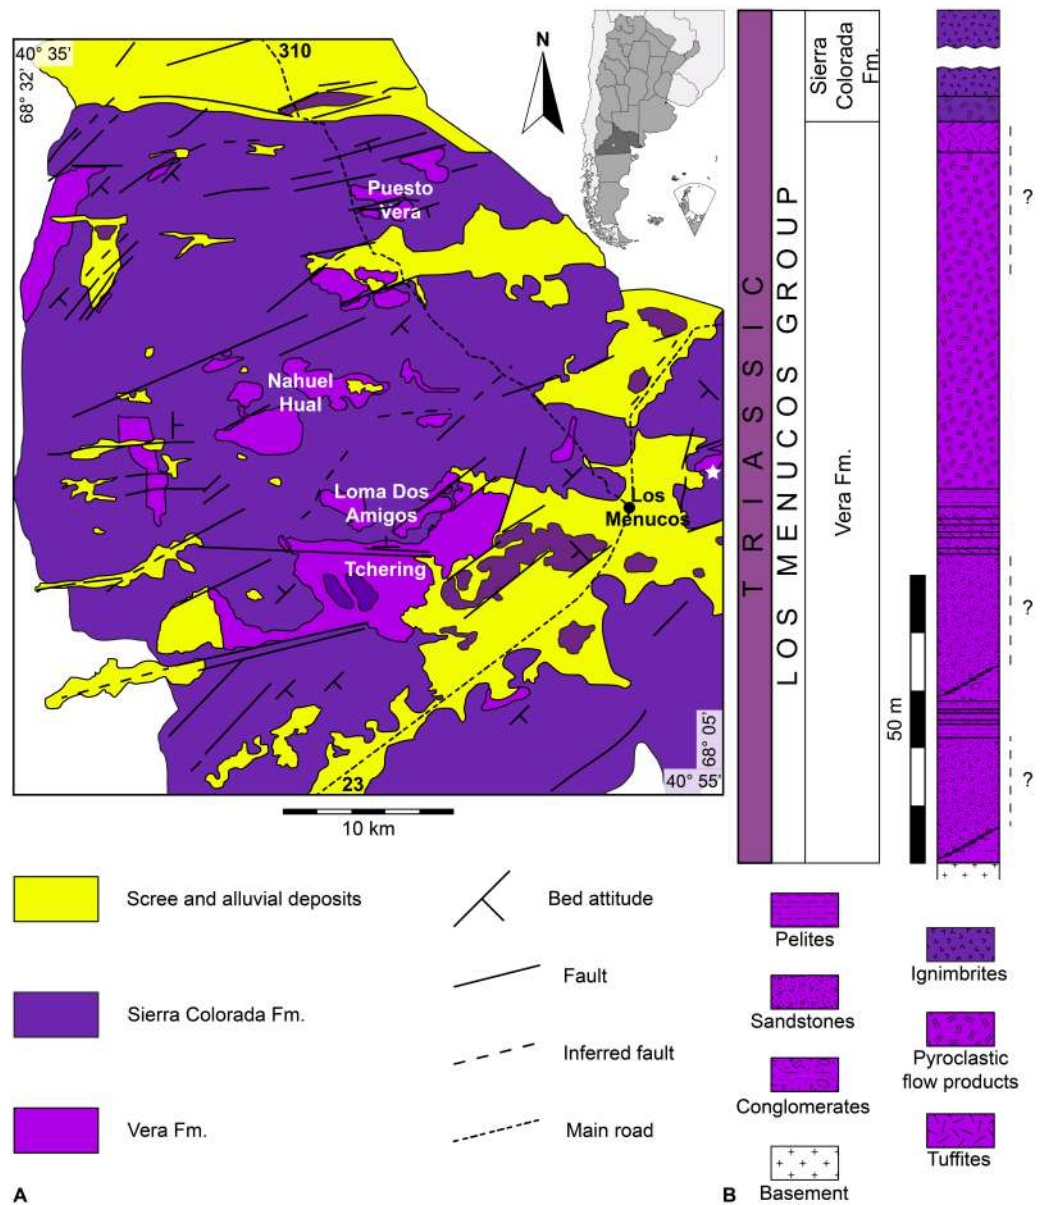 40° 35'
68° 32'
310
N
Puesto
Vera
Nahuel
Hual
Loma Dos
Amigos
Los
Menucos
Tchering
68° 05'
40° 55'
23
10 km
Scree and alluvial deposits
Sierra Colorada Fm.
Vera Fm.
Bed attitude
Fault
Inferred fault
Main road
A
TRIASSIC
LOS MENUCOS GROUP
Sierra
Colorada
Fm.
Vera Fm.
50 m
?
?
?
Pelites
Sandstones
Conglomerates
Basement
Ignimbrites
Pyroclastic
flow products
Tuffites
B